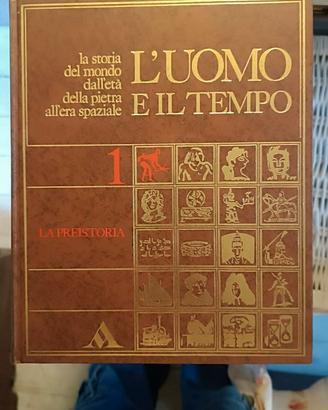 la storia
del mondo
dall'età
della pietra
all'era spaziale
L'UOMO
E IL TEMPO
1
LA PREISTORIA